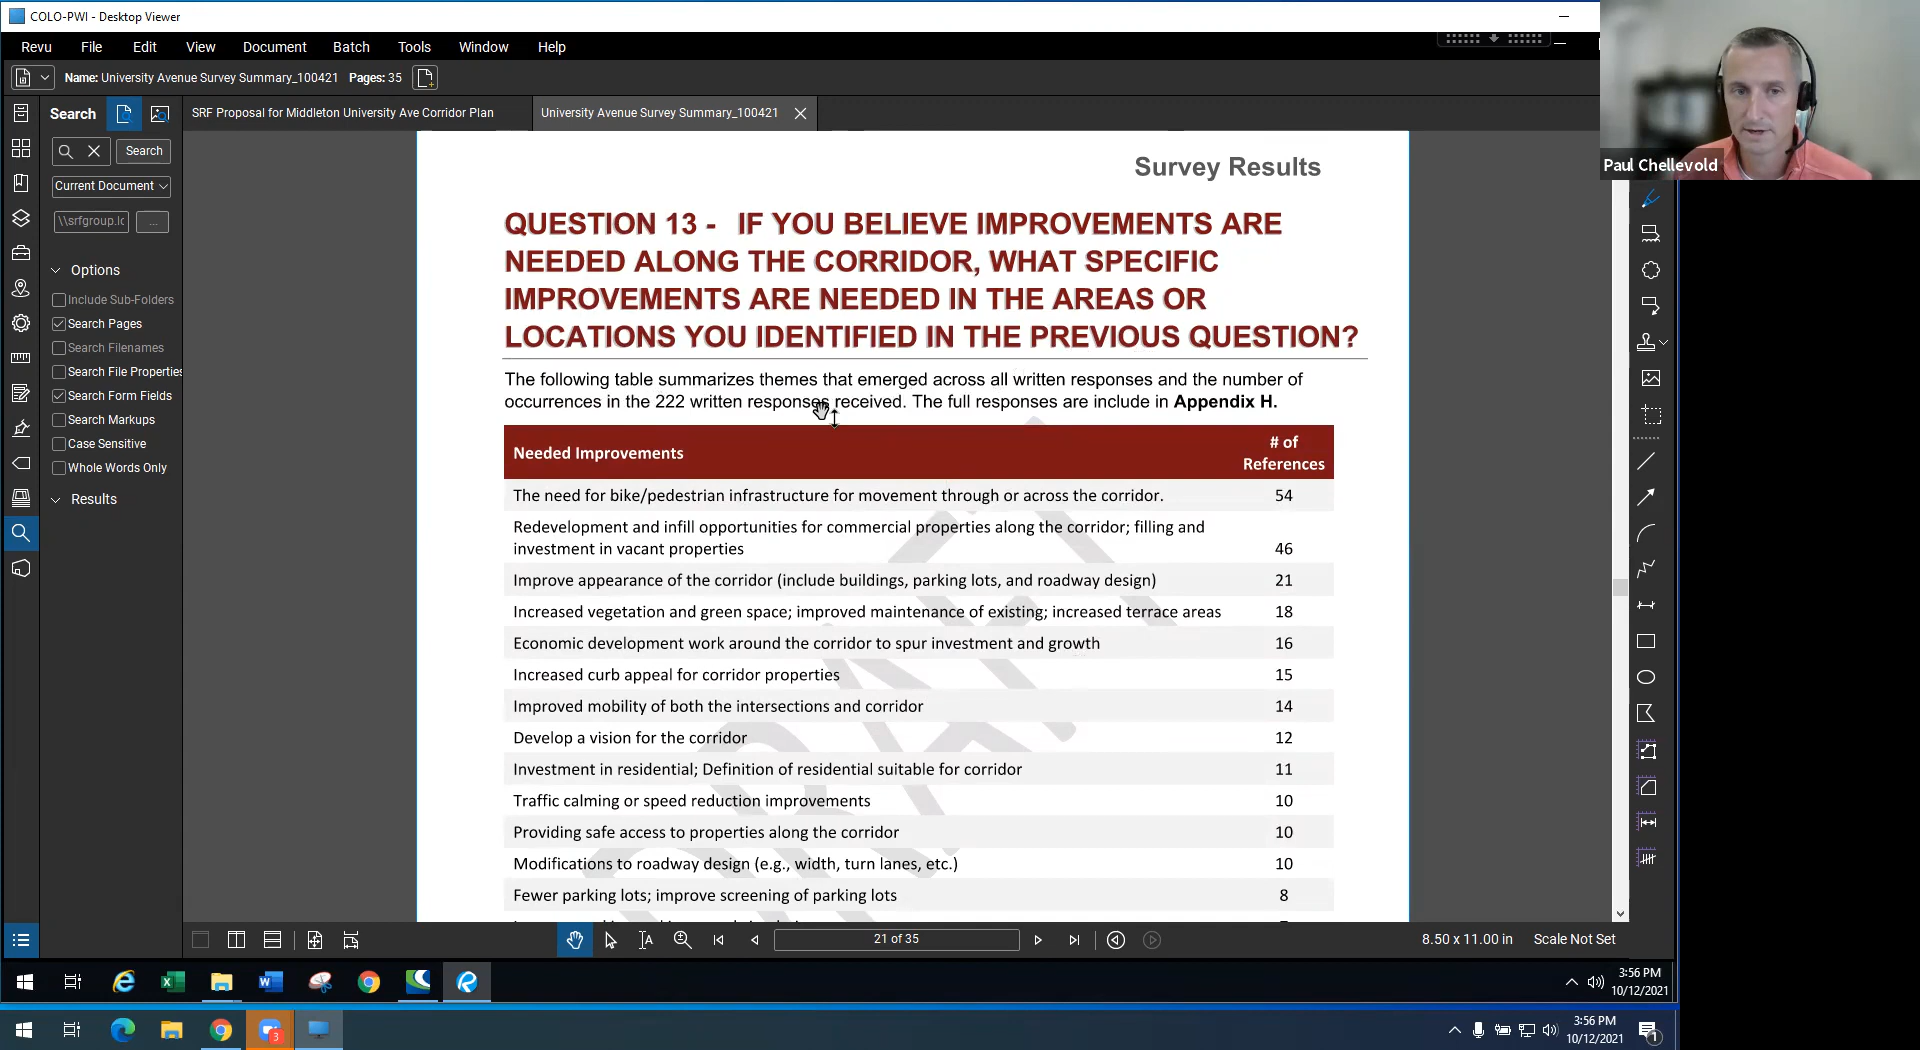 COLO-PWI - Desktop Viewer
Revu File Edit View Document Batch Tools Window Help
Name: University Avenue Survey Summary_100421 Pages: 35
Search
SRF Proposal for Middleton University Ave Corridor Plan
University Avenue Survey Summary_100421
Search
Current Document
\\srfgroup.lc
...
Options
Include Sub-Folders
Search Pages
Search Filenames
Search File Properties
Search Form Fields
Search Markups
Case Sensitive
Whole Words Only
Results
Paul Chellevold
Survey Results
QUESTION 13 - IF YOU BELIEVE IMPROVEMENTS ARE
NEEDED ALONG THE CORRIDOR, WHAT SPECIFIC
IMPROVEMENTS ARE NEEDED IN THE AREAS OR
LOCATIONS YOU IDENTIFIED IN THE PREVIOUS QUESTION?
The following table summarizes themes that emerged across all written responses and the number of
occurrences in the 222 written responses received. The full responses are include in Appendix H.
Needed Improvements # of References
The need for bike/pedestrian infrastructure for movement through or across the corridor. 54
Redevelopment and infill opportunities for commercial properties along the corridor; filling and
investment in vacant properties 46
Improve appearance of the corridor (include buildings, parking lots, and roadway design) 21
Increased vegetation and green space; improved maintenance of existing; increased terrace areas 18
Economic development work around the corridor to spur investment and growth 16
Increased curb appeal for corridor properties 15
Improved mobility of both the intersections and corridor 14
Develop a vision for the corridor 12
Investment in residential; Definition of residential suitable for corridor 11
Traffic calming or speed reduction improvements 10
Providing safe access to properties along the corridor 10
Modifications to roadway design (e.g., width, turn lanes, etc.) 10
Fewer parking lots; improve screening of parking lots 8
DRAFT
21 of 35
8.50 x 11.00 in Scale Not Set
3:56 PM
10/12/2021
3
3:56 PM
10/12/2021
1